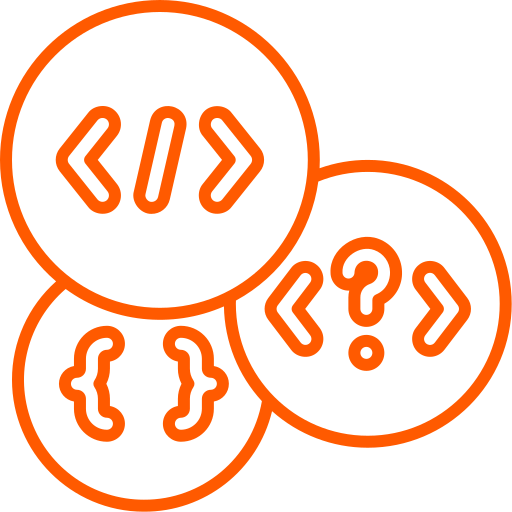 </>
<?>
{ }